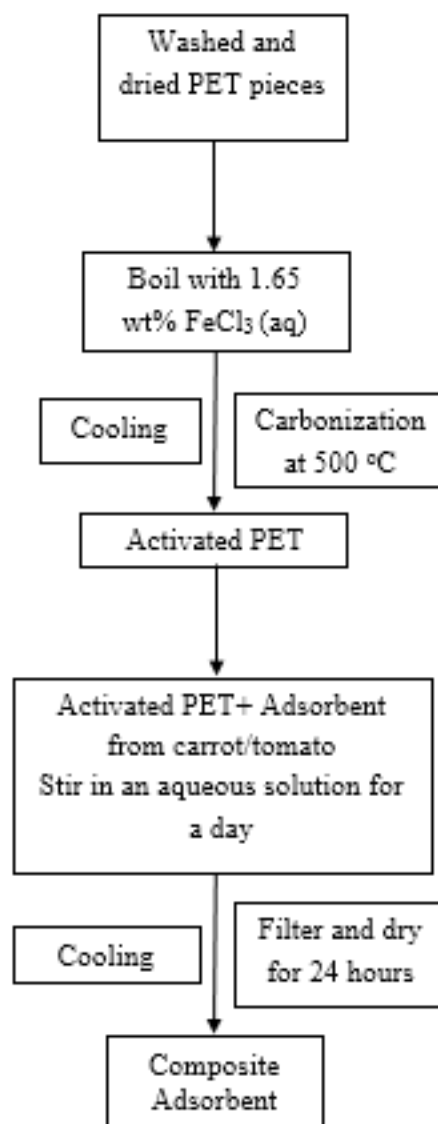 Washed and
dried PET pieces
Boil with 1.65
wt% FeCl₃ (aq)
Cooling
Carbonization
at 500 ᵒC
Activated PET
Activated PET+ Adsorbent
from carrot/tomato
Stir in an aqueous solution for
a day
Cooling
Filter and dry
for 24 hours
Composite
Adsorbent